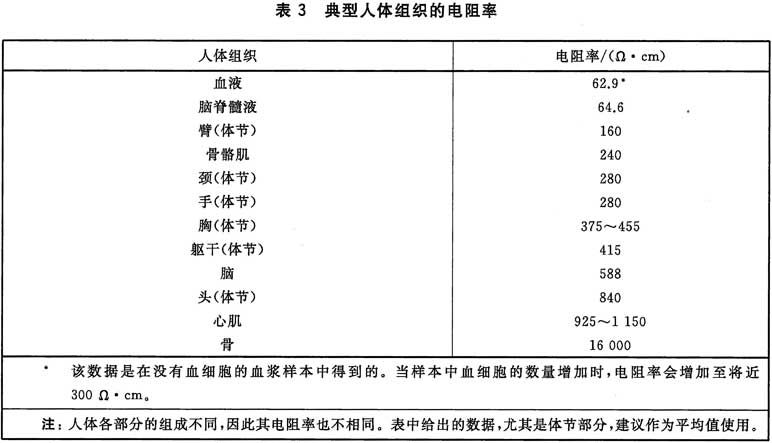 表 3 典型人体组织的电阻率
人体组织 电阻率/(Ω·cm)
血液 62.9*
脑脊髓液 64.6
臂(体节) 160
骨骼肌 240
颈(体节) 280
手(体节) 280
胸(体节) 375～455
躯干(体节) 415
脑 588
头(体节) 840
心肌 925～1 150
骨 16 000
* 该数据是在没有血细胞的血浆样本中得到的。当样本中血细胞的数量增加时,电阻率会增加至将近
300 Ω·cm。
注:人体各部分的组成不同,因此其电阻率也不相同。表中给出的数据,尤其是体节部分,建议作为平均值使用。